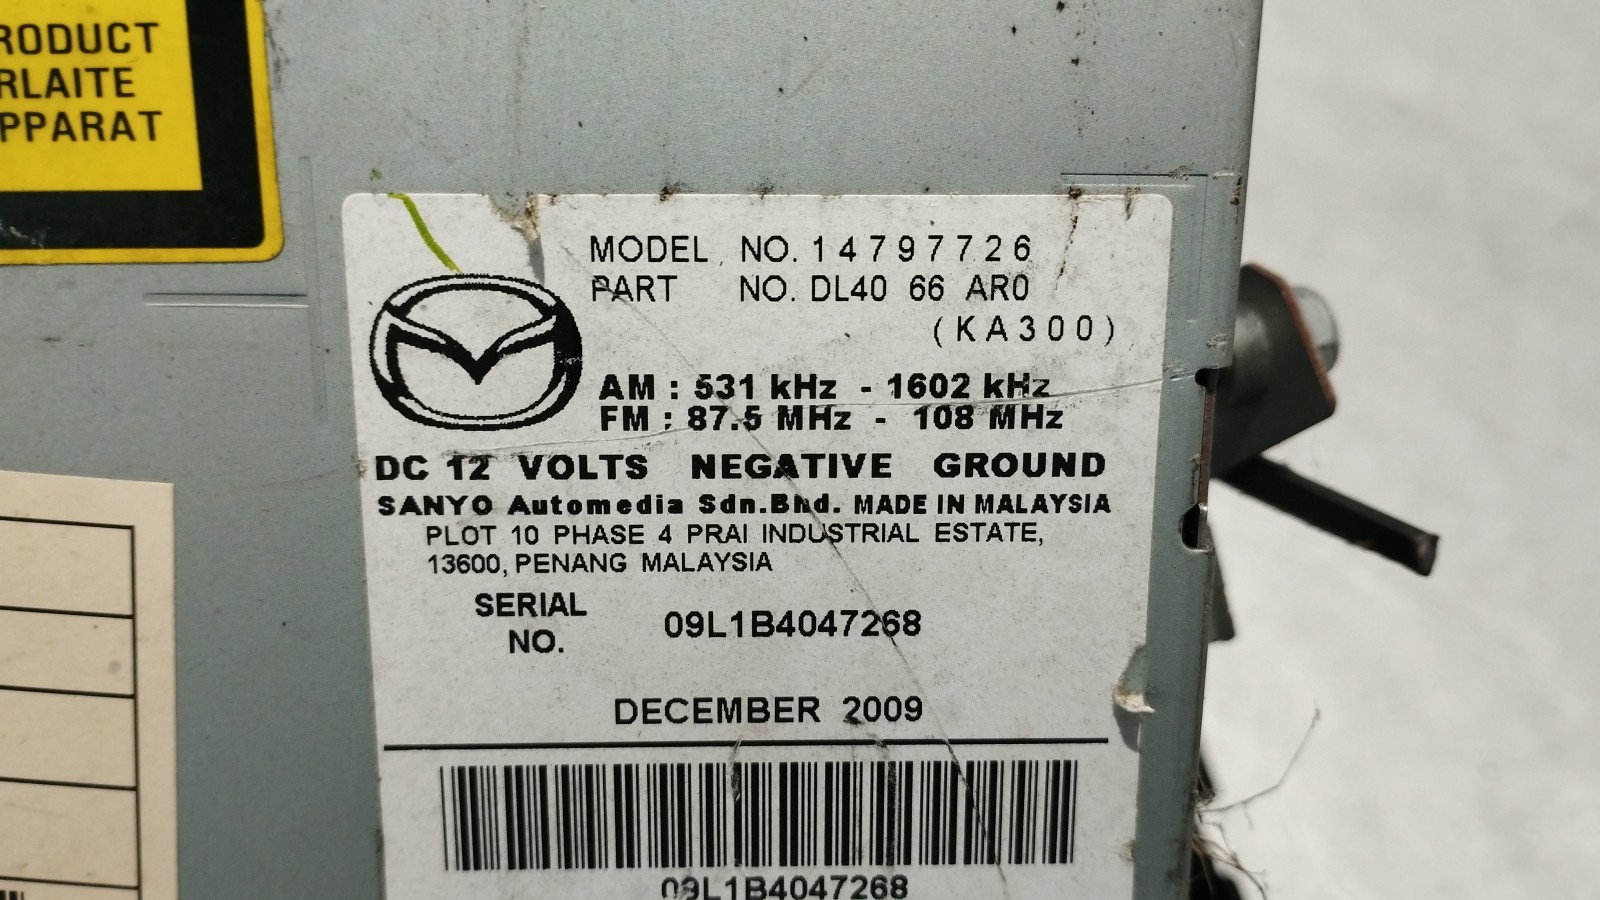 RODUCT
RLAITE
PPARAT
MODEL NO. 14797726
PART NO. DL40 66 AR0
(KA300)
AM : 531 kHz - 1602 kHz
FM : 87.5 MHz - 108 MHz
DC 12 VOLTS NEGATIVE GROUND
SANYO Automedia Sdn.Bhd. MADE IN MALAYSIA
PLOT 10 PHASE 4 PRAI INDUSTRIAL ESTATE,
13600, PENANG MALAYSIA
SERIAL NO. 09L1B4047268
DECEMBER 2009
09L1B4047268